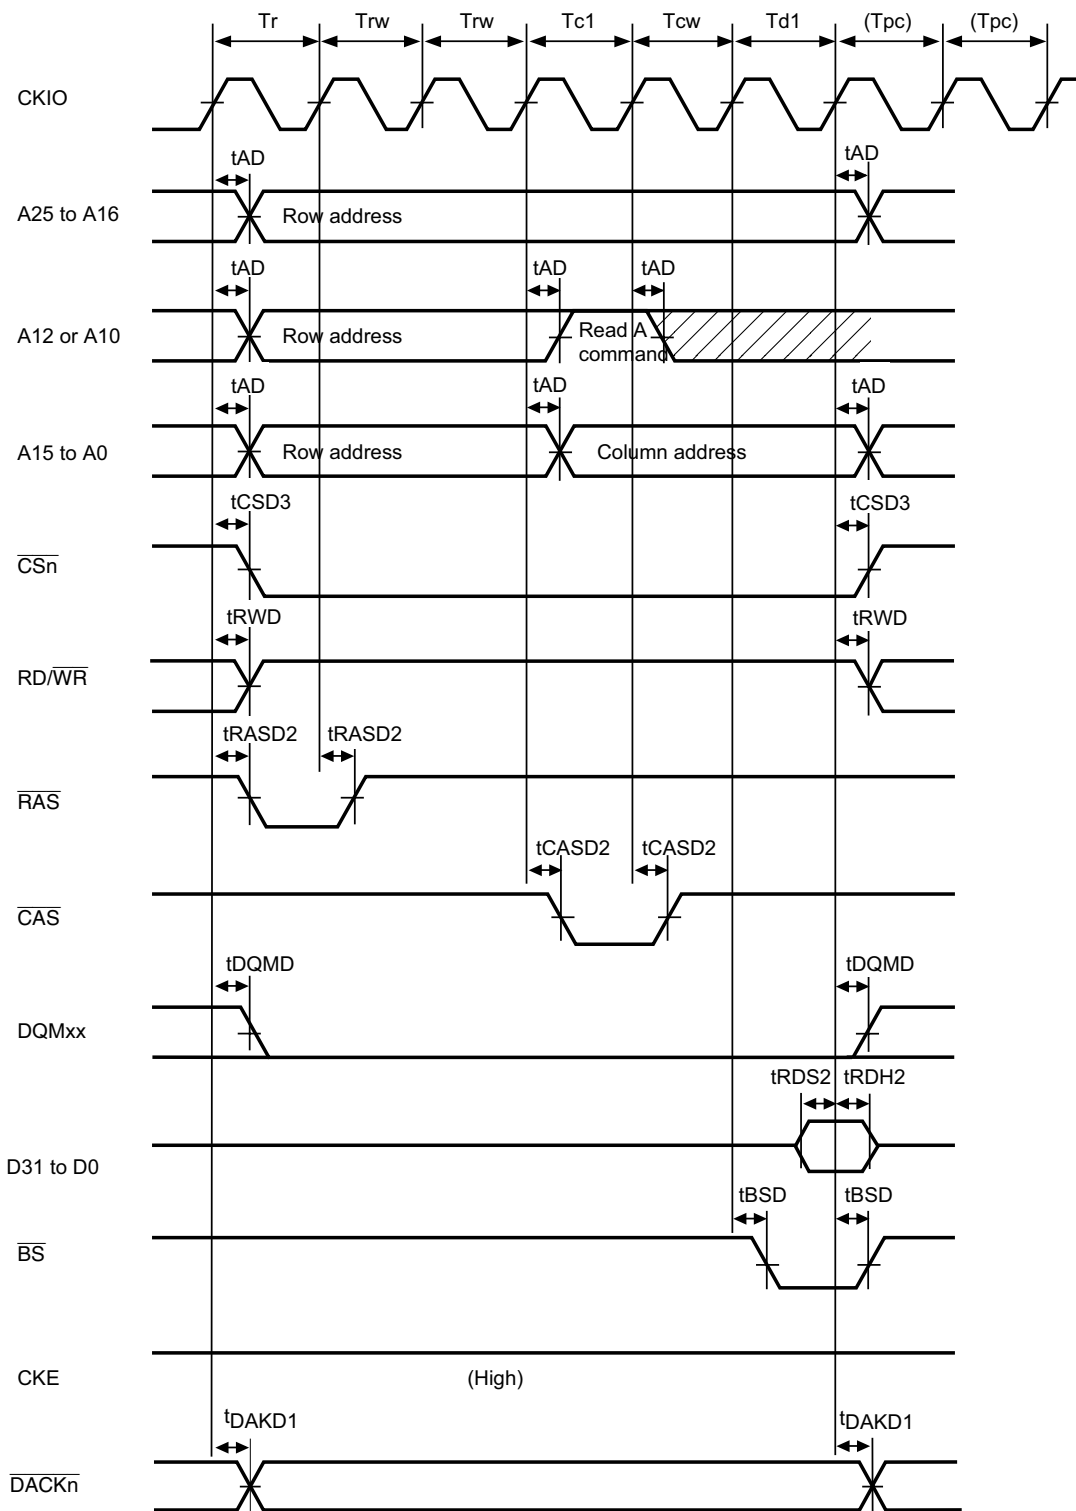 Tr Trw Trw Tc1 Tcw Td1 (Tpc) (Tpc)
CKIO
tAD tAD
A25 to A16 Row address
tAD tAD tAD
A12 or A10 Row address Read A command
tAD tAD tAD
A15 to A0 Row address Column address
tCSD3 tCSD3
CSn
tRWD tRWD
RD/WR
tRASD2 tRASD2
RAS
tCASD2 tCASD2
CAS
tDQMD tDQMD
DQMxx
tRDS2 tRDH2
D31 to D0
tBSD tBSD
BS
CKE (High)
tDAKD1 tDAKD1
DACKn